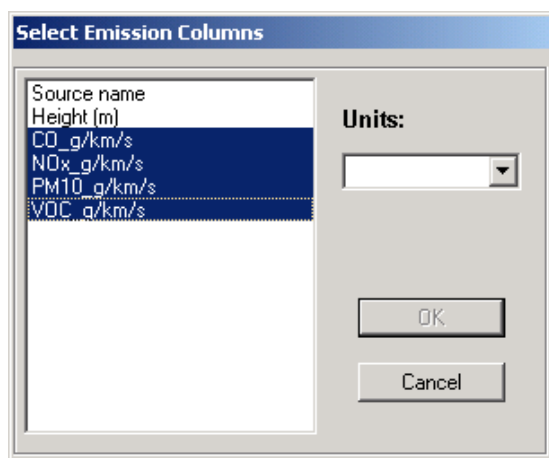 Select Emission Columns
Source name
Height (m)
CO_g/km/s
NOx_g/km/s
PM10_g/km/s
VOC_g/km/s
Units:
OK
Cancel